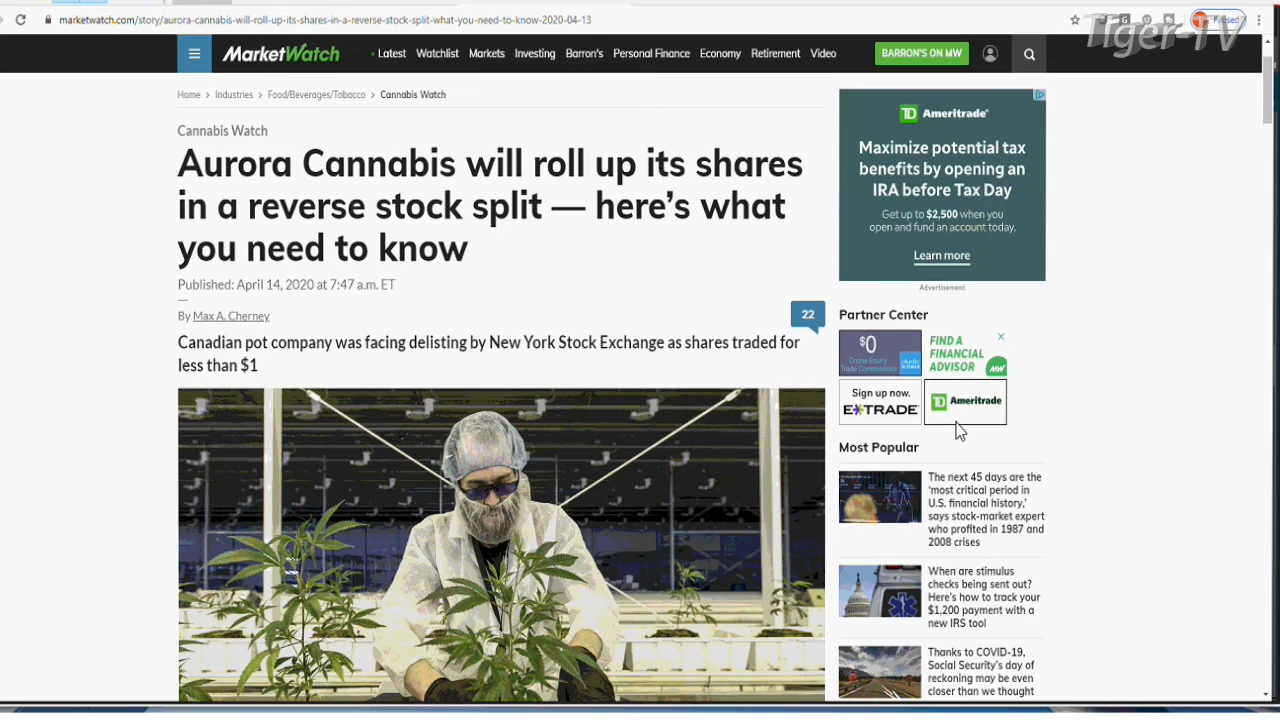 marketwatch.com/story/aurora-cannabis-will-roll-up-its-shares-in-a-reverse-stock-split-what-you-need-to-know-2020-04-13
Paused
Tiger-TV
MarketWatch
Latest Watchlist Markets Investing Barron's Personal Finance Economy Retirement Video
BARRON'S ON MW
Home > Industries > Food/Beverages/Tobacco > Cannabis Watch
Cannabis Watch
Aurora Cannabis will roll up its shares
in a reverse stock split — here's what
you need to know
Published: April 14, 2020 at 7:47 a.m. ET
By Max A. Cherney
22
Canadian pot company was facing delisting by New York Stock Exchange as shares traded for
less than $1
TD Ameritrade
Maximize potential tax
benefits by opening an
IRA before Tax Day
Get up to $2,500 when you
open and fund an account today.
Learn more
Advertisement
Partner Center
$0
Online Equity
Trade Commissions
charles
SCHWAB
FIND A
FINANCIAL
ADVISOR
MW
Sign up now.
E*TRADE
TD Ameritrade
Most Popular
The next 45 days are the
'most critical period in
U.S. financial history,'
says stock-market expert
who profited in 1987 and
2008 crises
When are stimulus
checks being sent out?
Here's how to track your
$1,200 payment with a
new IRS tool
Thanks to COVID-19,
Social Security's day of
reckoning may be even
closer than we thought